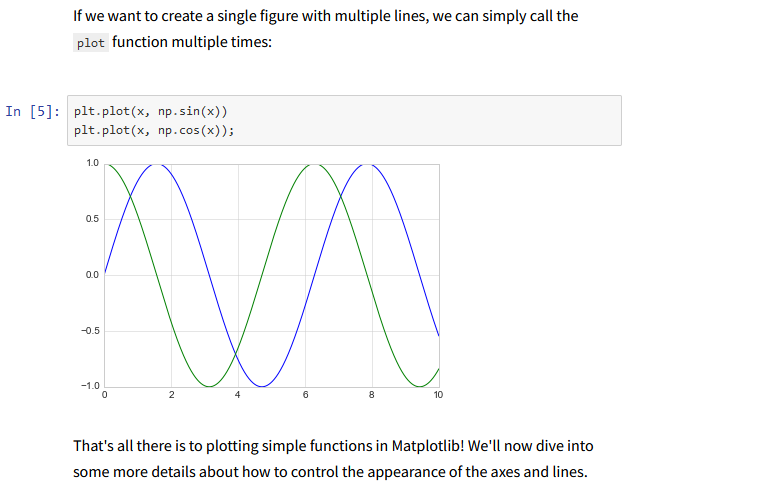 If we want to create a single figure with multiple lines, we can simply call the
plot function multiple times:
In [5]: plt.plot(x, np.sin(x))
plt.plot(x, np.cos(x));
1.0
0.5
0.0
−0.5
−1.0
0 2 4 6 8 10
That's all there is to plotting simple functions in Matplotlib! We'll now dive into
some more details about how to control the appearance of the axes and lines.